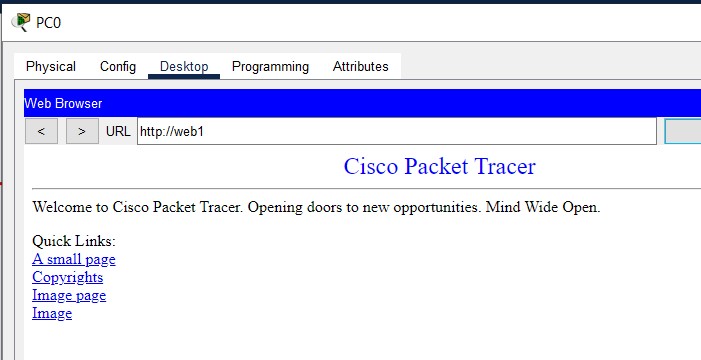 PC0
Physical Config Desktop Programming Attributes
Web Browser
< > URL http://web1
Cisco Packet Tracer
Welcome to Cisco Packet Tracer. Opening doors to new opportunities. Mind Wide Open.
Quick Links:
A small page
Copyrights
Image page
Image